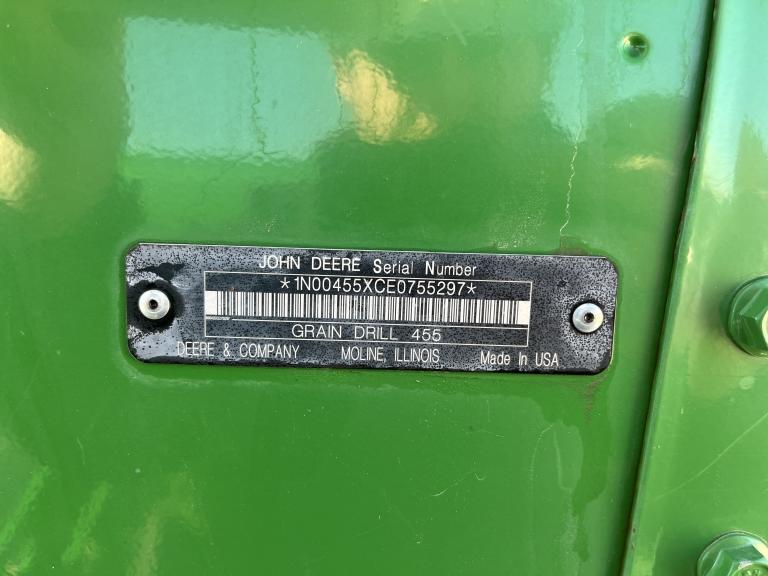 JOHN DEERE Serial Number
*1N00455XCE0755297*
GRAIN DRILL 455
DEERE & COMPANY MOLINE, ILLINOIS Made In USA